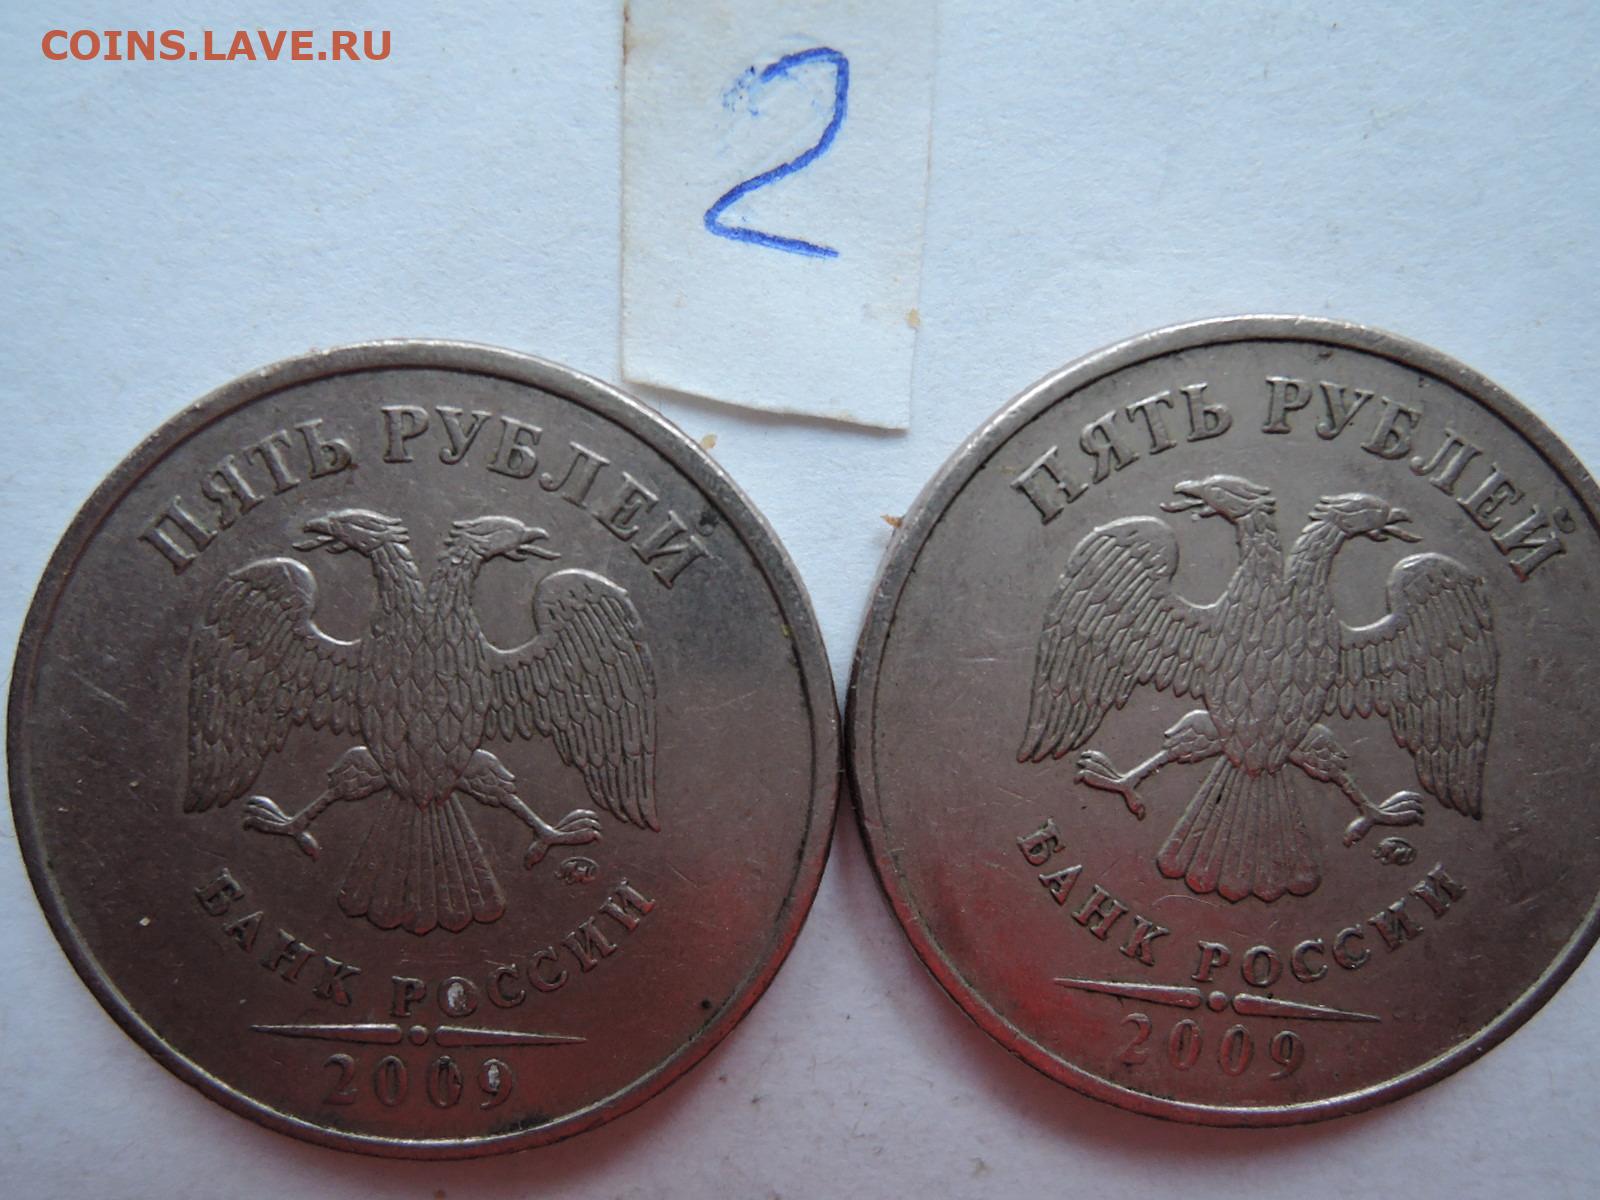 COINS.LAVE.RU
2
ПЯТЬ РУБЛЕЙ
БАНК РОССИИ
2009
ПЯТЬ РУБЛЕЙ
БАНК РОССИИ
2009